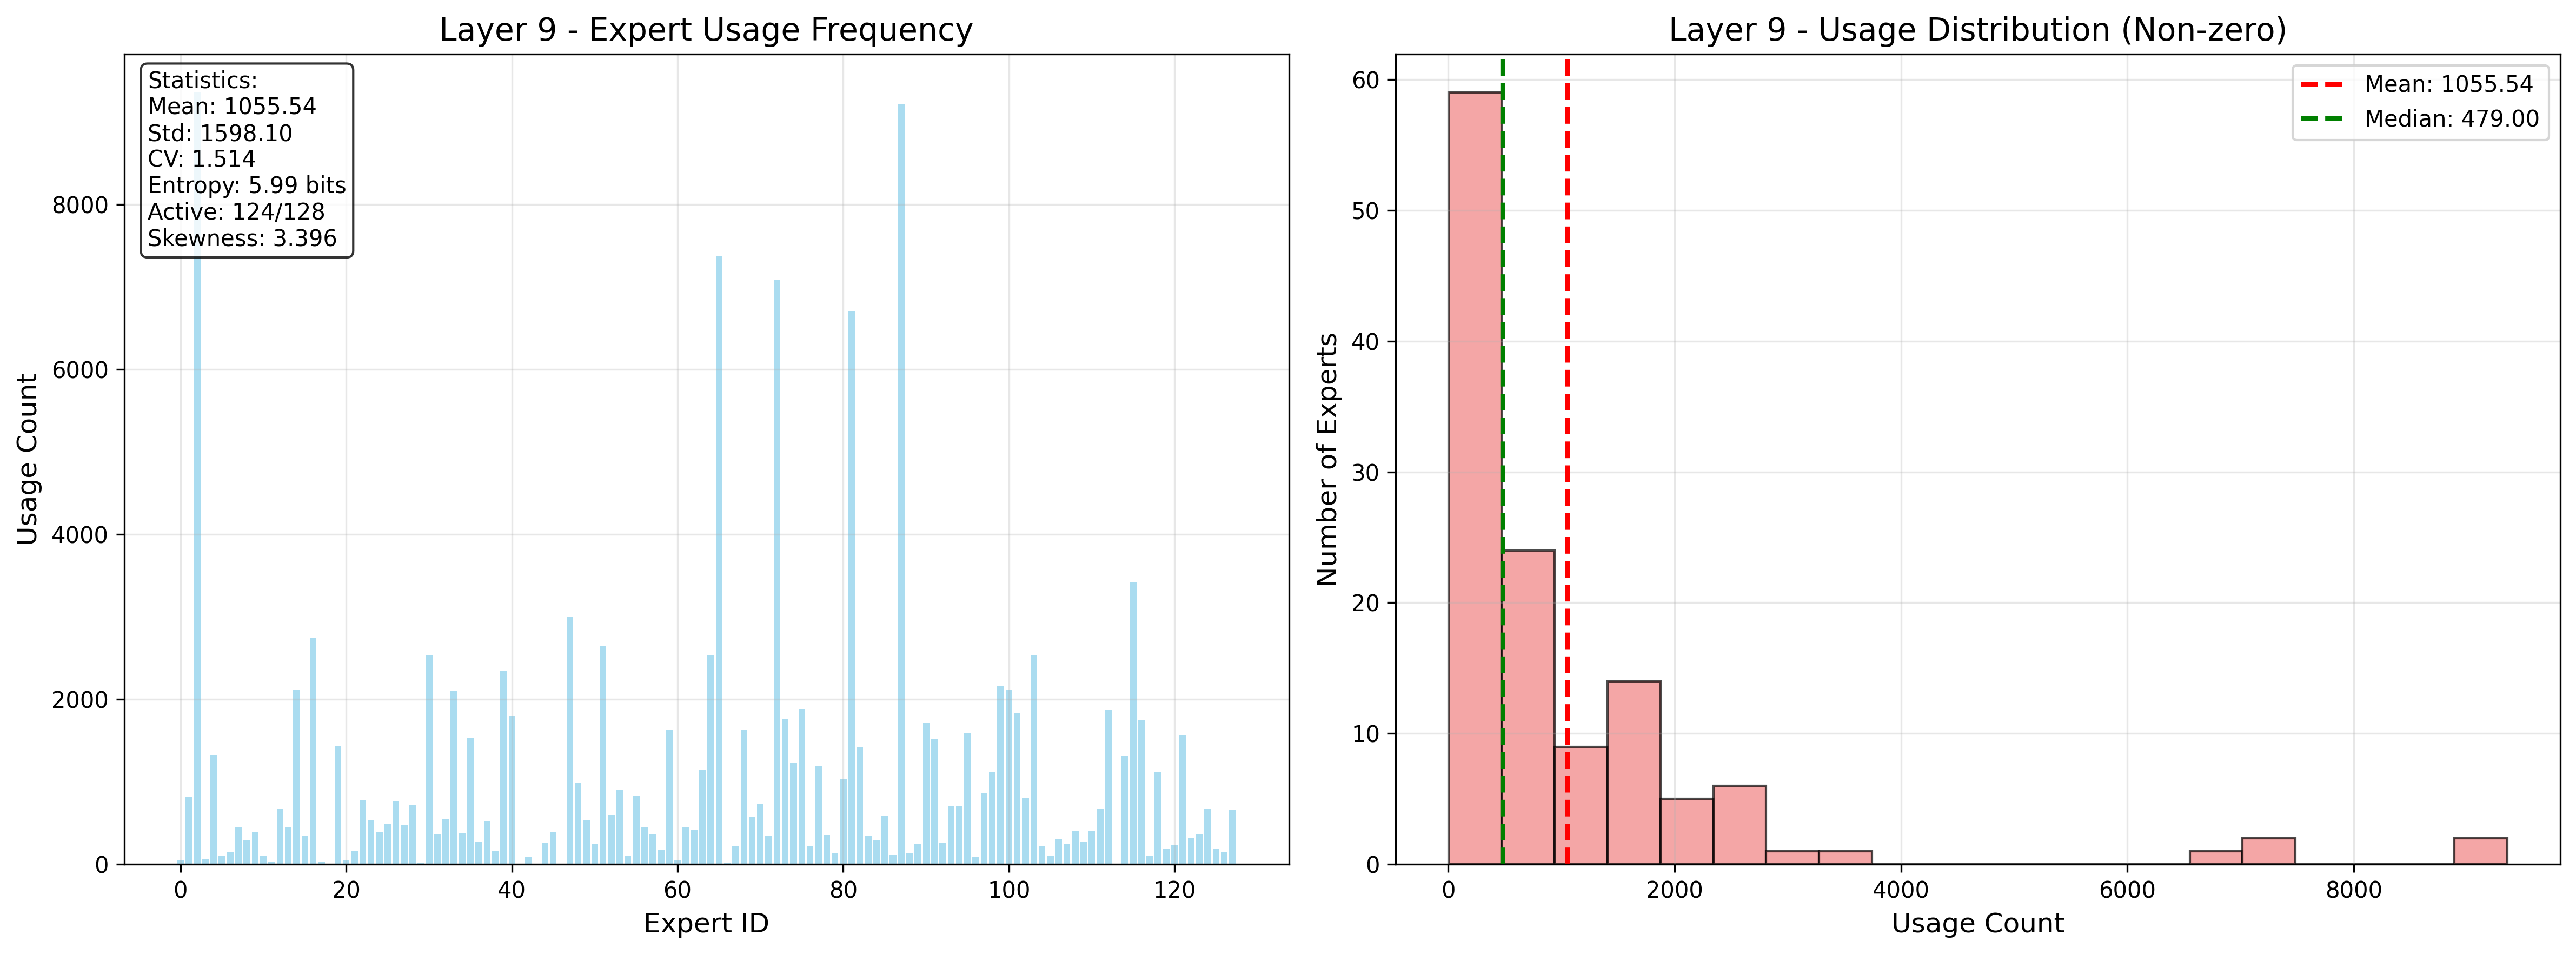 Layer 9 - Expert Usage Frequency
Statistics:
Mean: 1055.54
Std: 1598.10
CV: 1.514
Entropy: 5.99 bits
Active: 124/128
Skewness: 3.396
Usage Count
8000
6000
4000
2000
0
0 20 40 60 80 100 120
Expert ID
Layer 9 - Usage Distribution (Non-zero)
Mean: 1055.54
Median: 479.00
Number of Experts
60
50
40
30
20
10
0
0 2000 4000 6000 8000
Usage Count